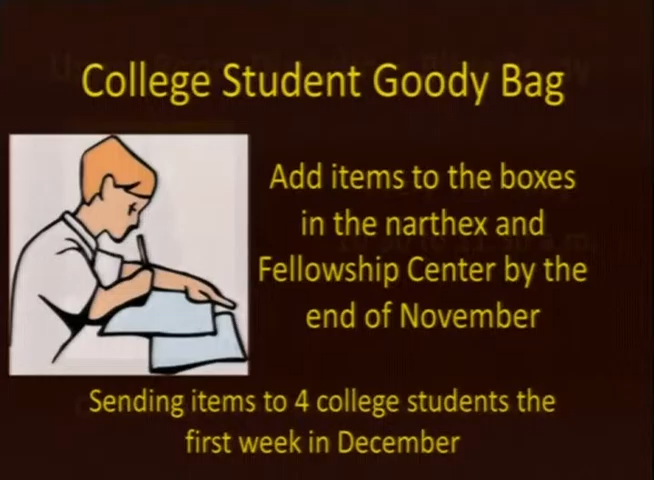 College Student Goody Bag
Add items to the boxes
in the narthex and
Fellowship Center by the
end of November
Sending items to 4 college students the
first week in December